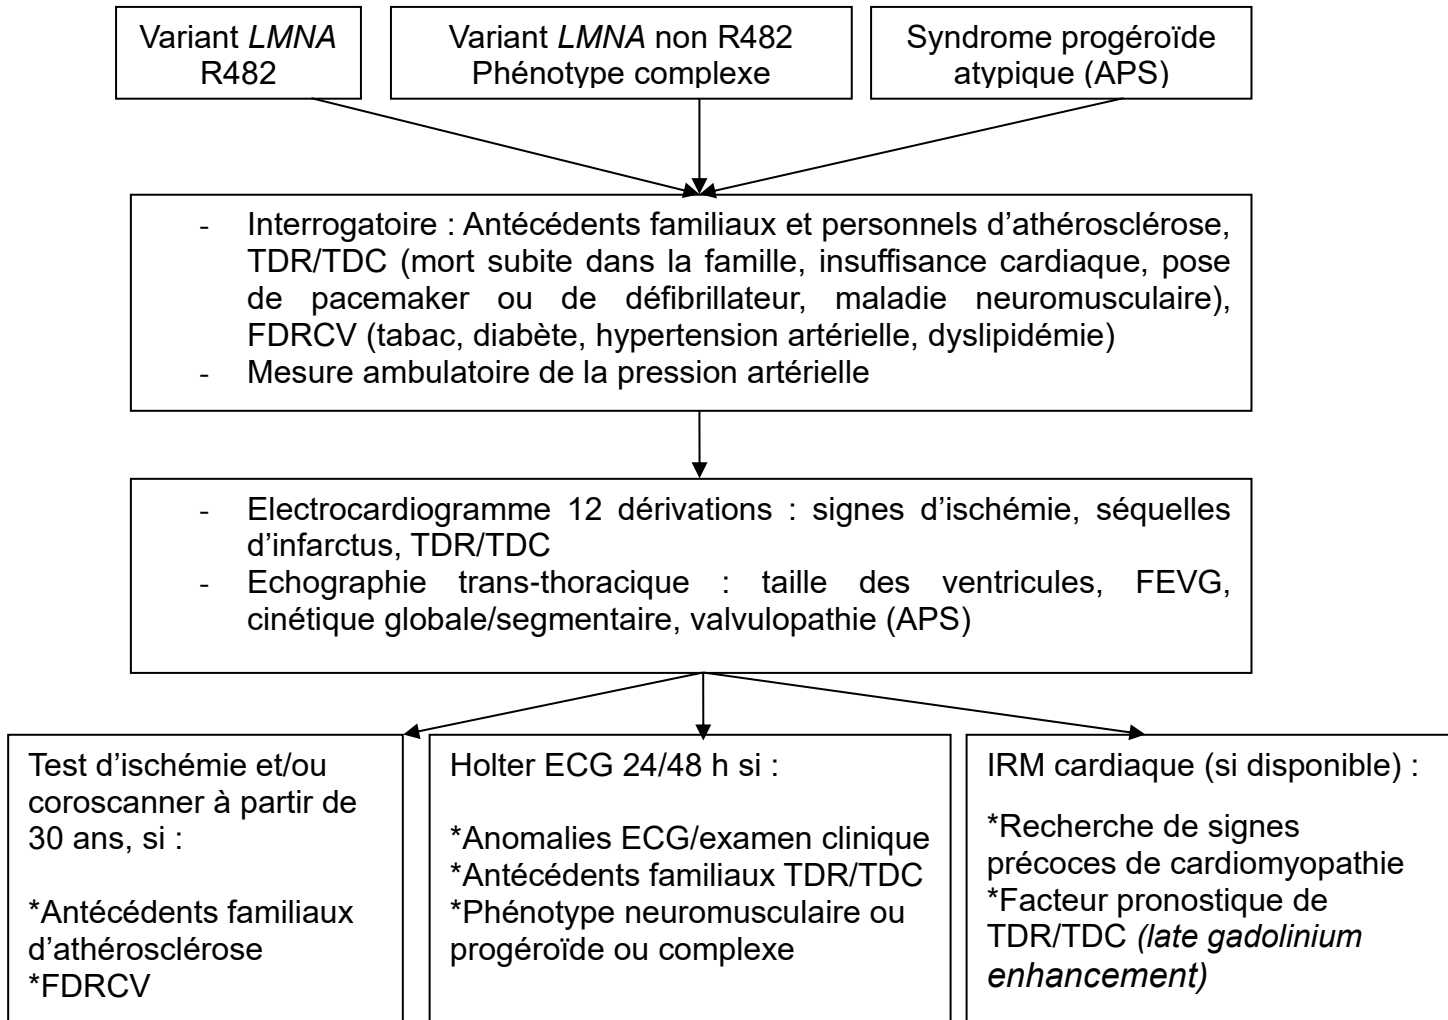 Variant LMNA
R482
Variant LMNA non R482
Phénotype complexe
Syndrome progéroïde
atypique (APS)
- Interrogatoire : Antécédents familiaux et personnels d’athérosclérose,
TDR/TDC (mort subite dans la famille, insuffisance cardiaque, pose
de pacemaker ou de défibrillateur, maladie neuromusculaire),
FDRCV (tabac, diabète, hypertension artérielle, dyslipidémie)
- Mesure ambulatoire de la pression artérielle
- Electrocardiogramme 12 dérivations : signes d’ischémie, séquelles
d’infarctus, TDR/TDC
- Echographie trans-thoracique : taille des ventricules, FEVG,
cinétique globale/segmentaire, valvulopathie (APS)
Test d’ischémie et/ou
coroscanner à partir de
30 ans, si :
*Antécédents familiaux
d’athérosclérose
*FDRCV
Holter ECG 24/48 h si :
*Anomalies ECG/examen clinique
*Antécédents familiaux TDR/TDC
*Phénotype neuromusculaire ou
progéroïde ou complexe
IRM cardiaque (si disponible) :
*Recherche de signes
précoces de cardiomyopathie
*Facteur pronostique de
TDR/TDC (late gadolinium
enhancement)